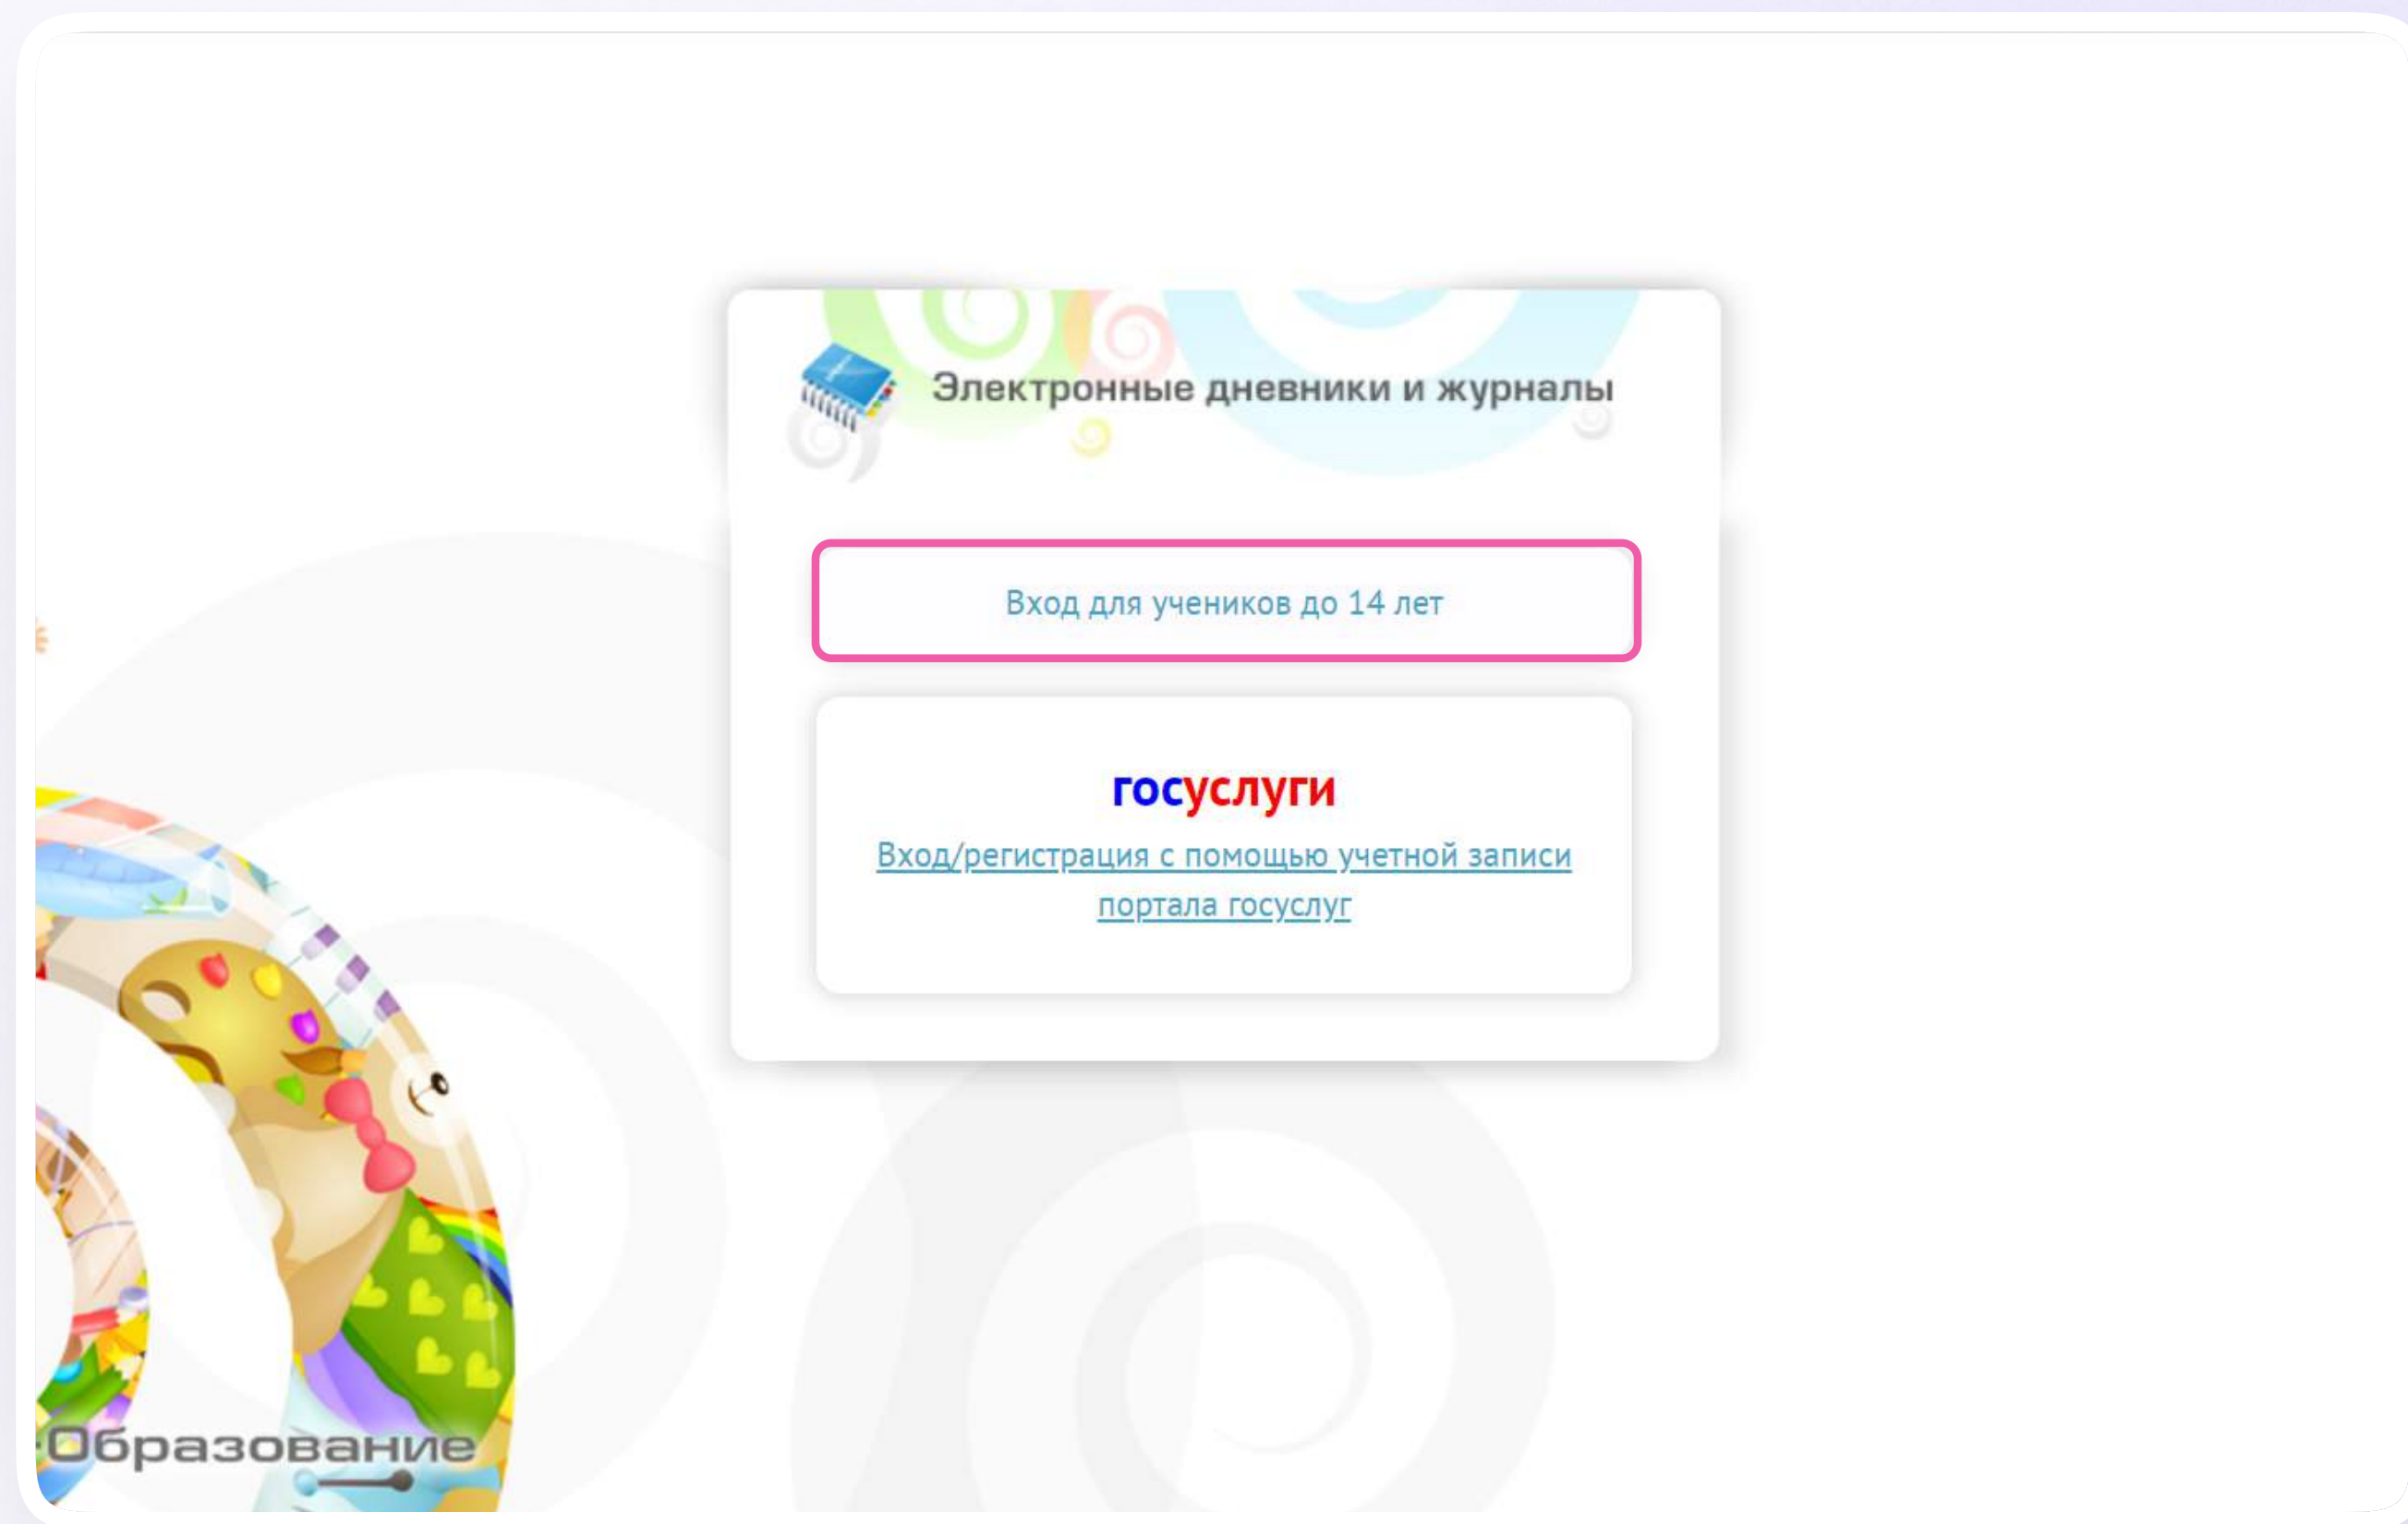 Электронные дневники и журналы
Вход для учеников до 14 лет
госуслуги
Вход/регистрация с помощью учетной записи
портала госуслуг
Образование